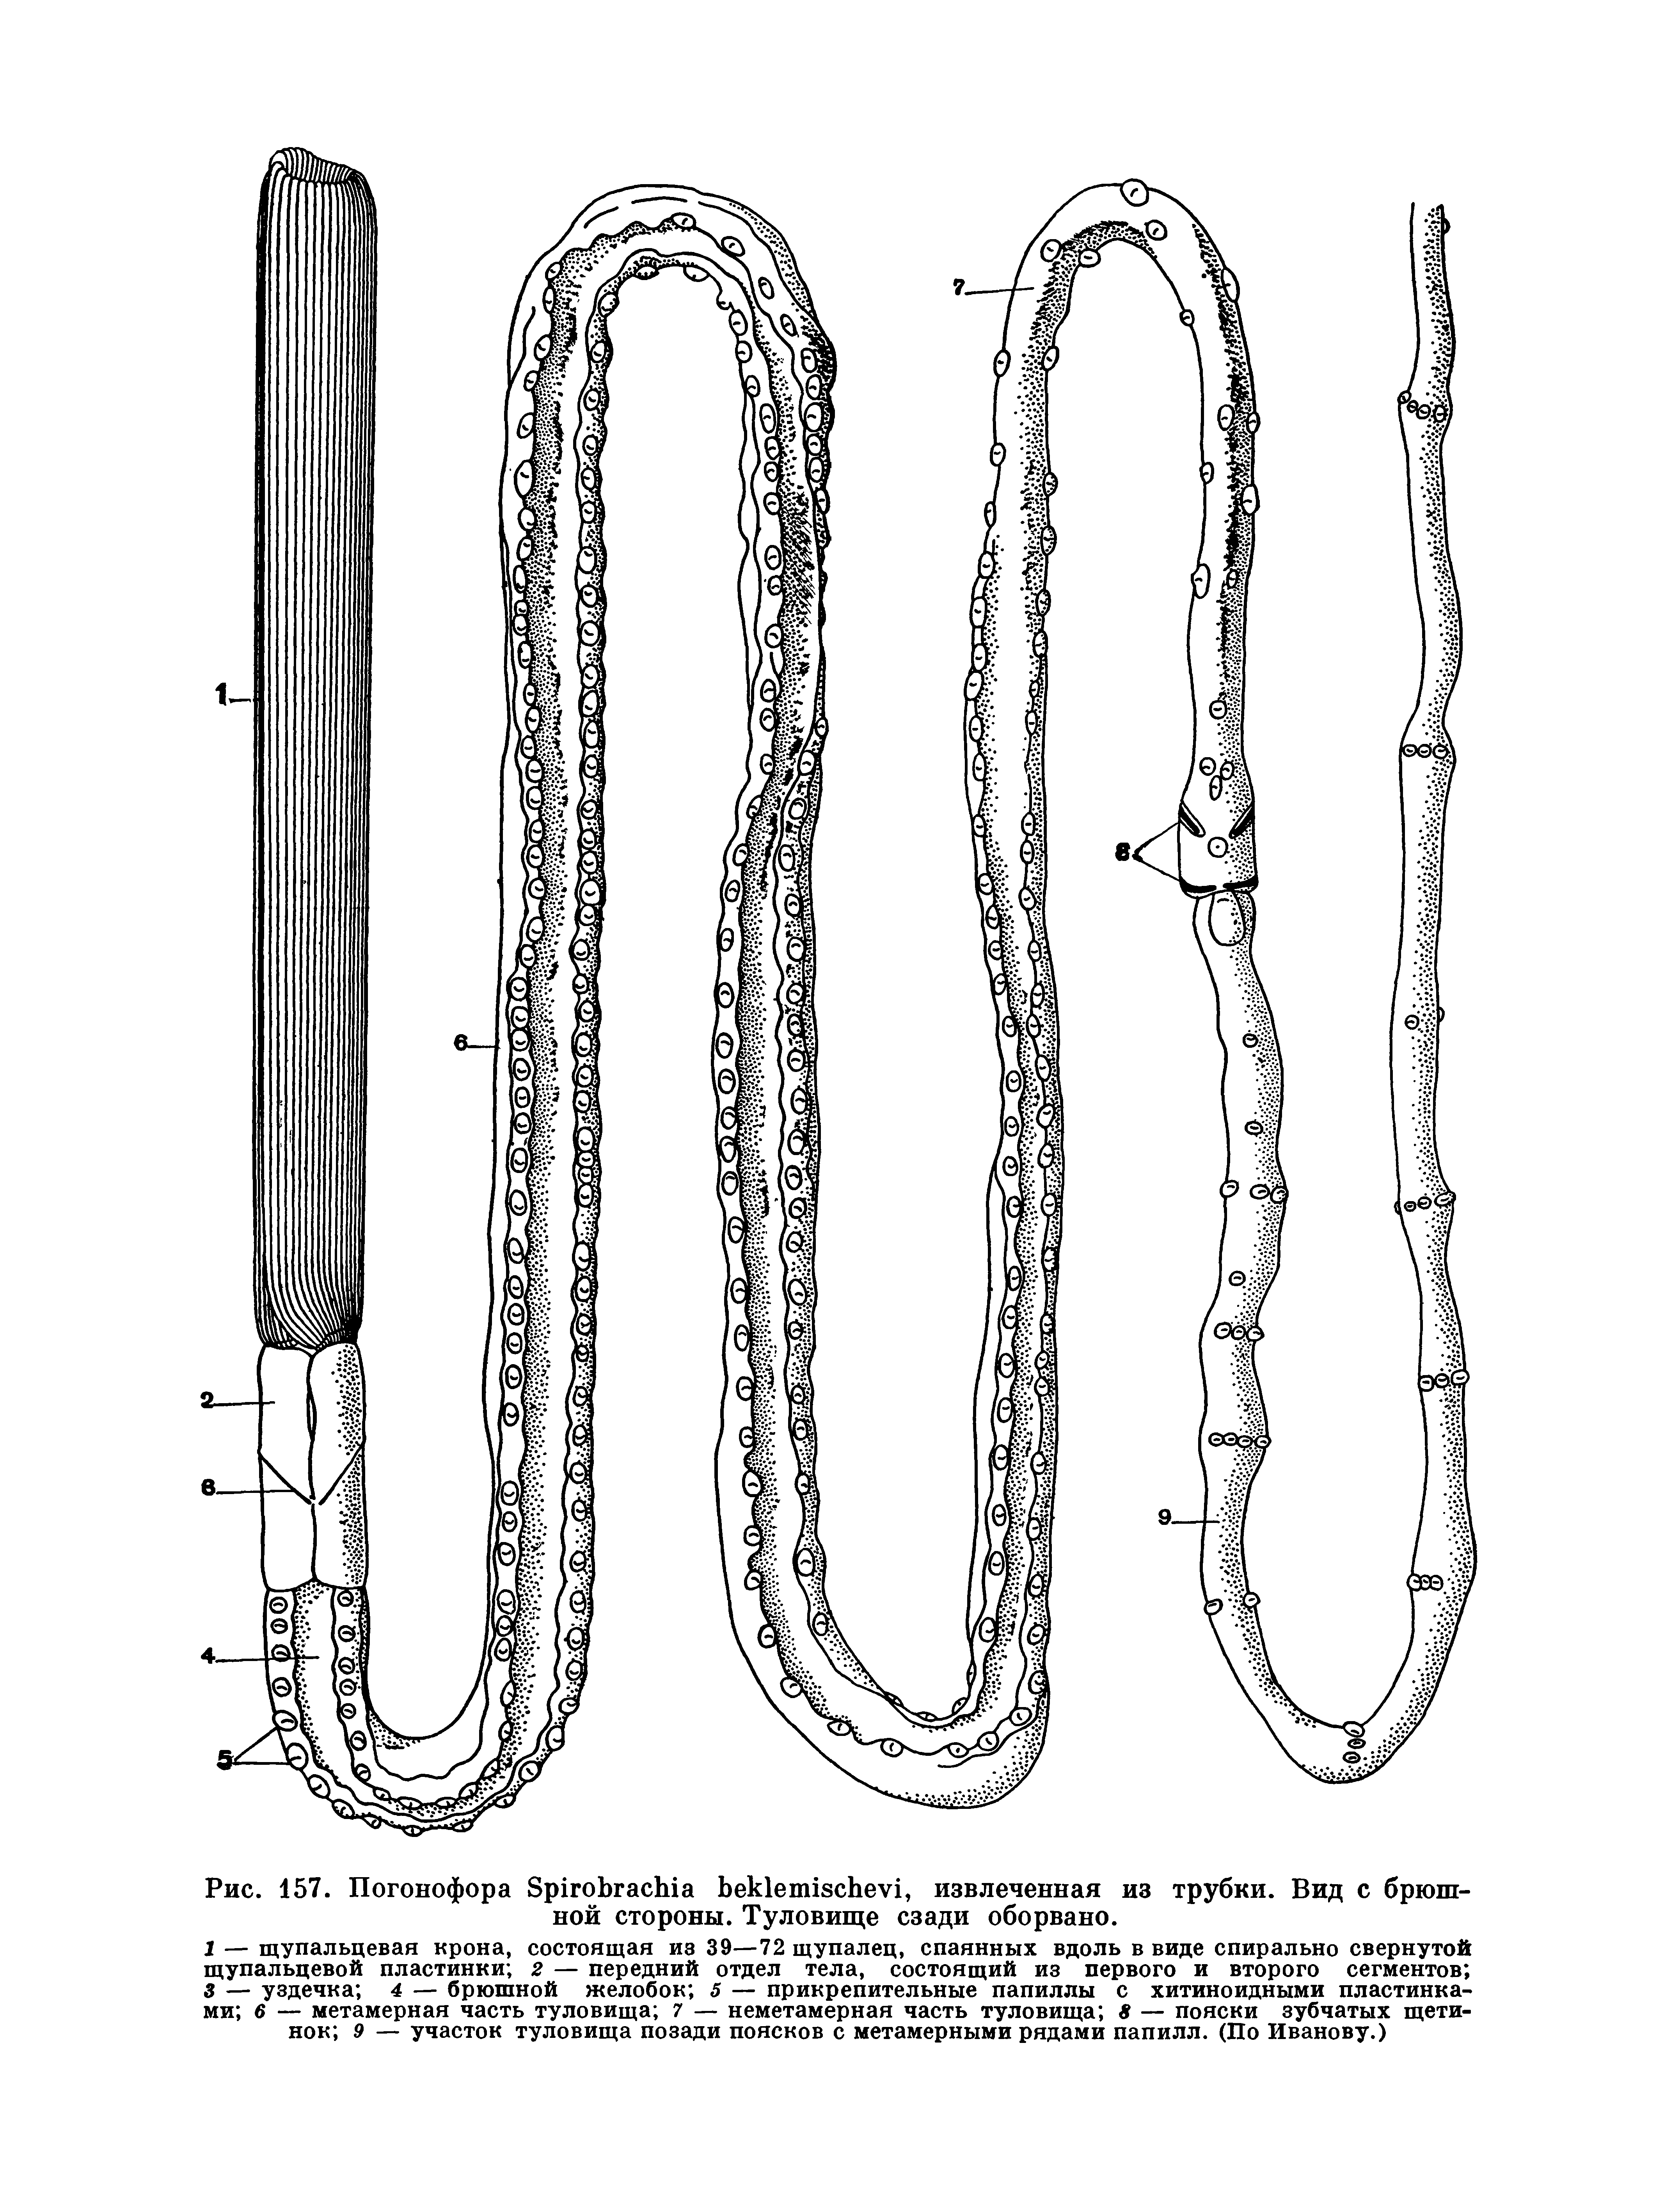 7
1
8
6
2
6
9
4
5
Рис. 157. Погонофора Spirobrachia beklemischevi, извлеченная из трубки. Вид с брюш-
ной стороны. Туловище сзади оборвано.
1 — щупальцевая крона, состоящая из 39—72 щупалец, спаянных вдоль в виде спирально свернутой
щупальцевой пластинки; 2 — передний отдел тела, состоящий из первого и второго сегментов;
3 — уздечка; 4 — брюшной желобок; 5 — прикрепительные папиллы с хитиноидными пластинка-
ми; 6 — метамерная часть туловища; 7 — неметамерная часть туловища; 8 — пояски зубчатых щети-
нок; 9 — участок туловища позади поясков с метамерными рядами папилл. (По Иванову.)